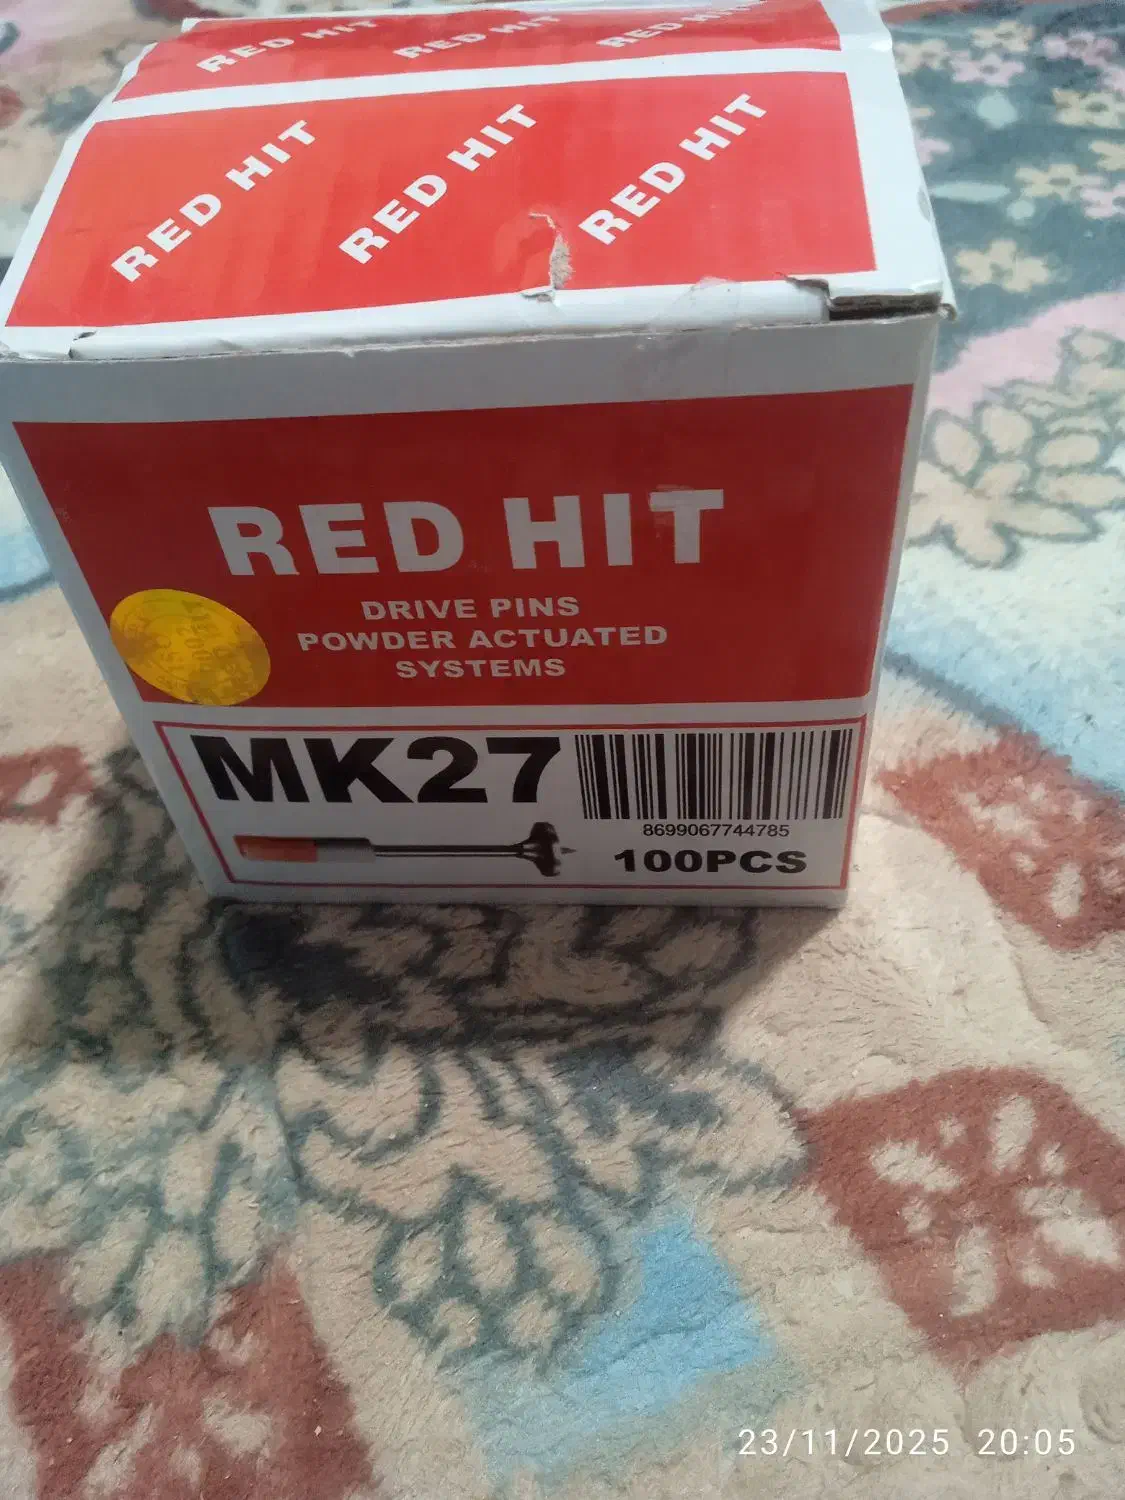 RED HIT RED HIT RED HIT
RED HIT RED HIT RED HIT
RED HIT
DRIVE PINS
POWDER ACTUATED
SYSTEMS
MK27
8699067744785
100PCS
23/11/2025 20:05